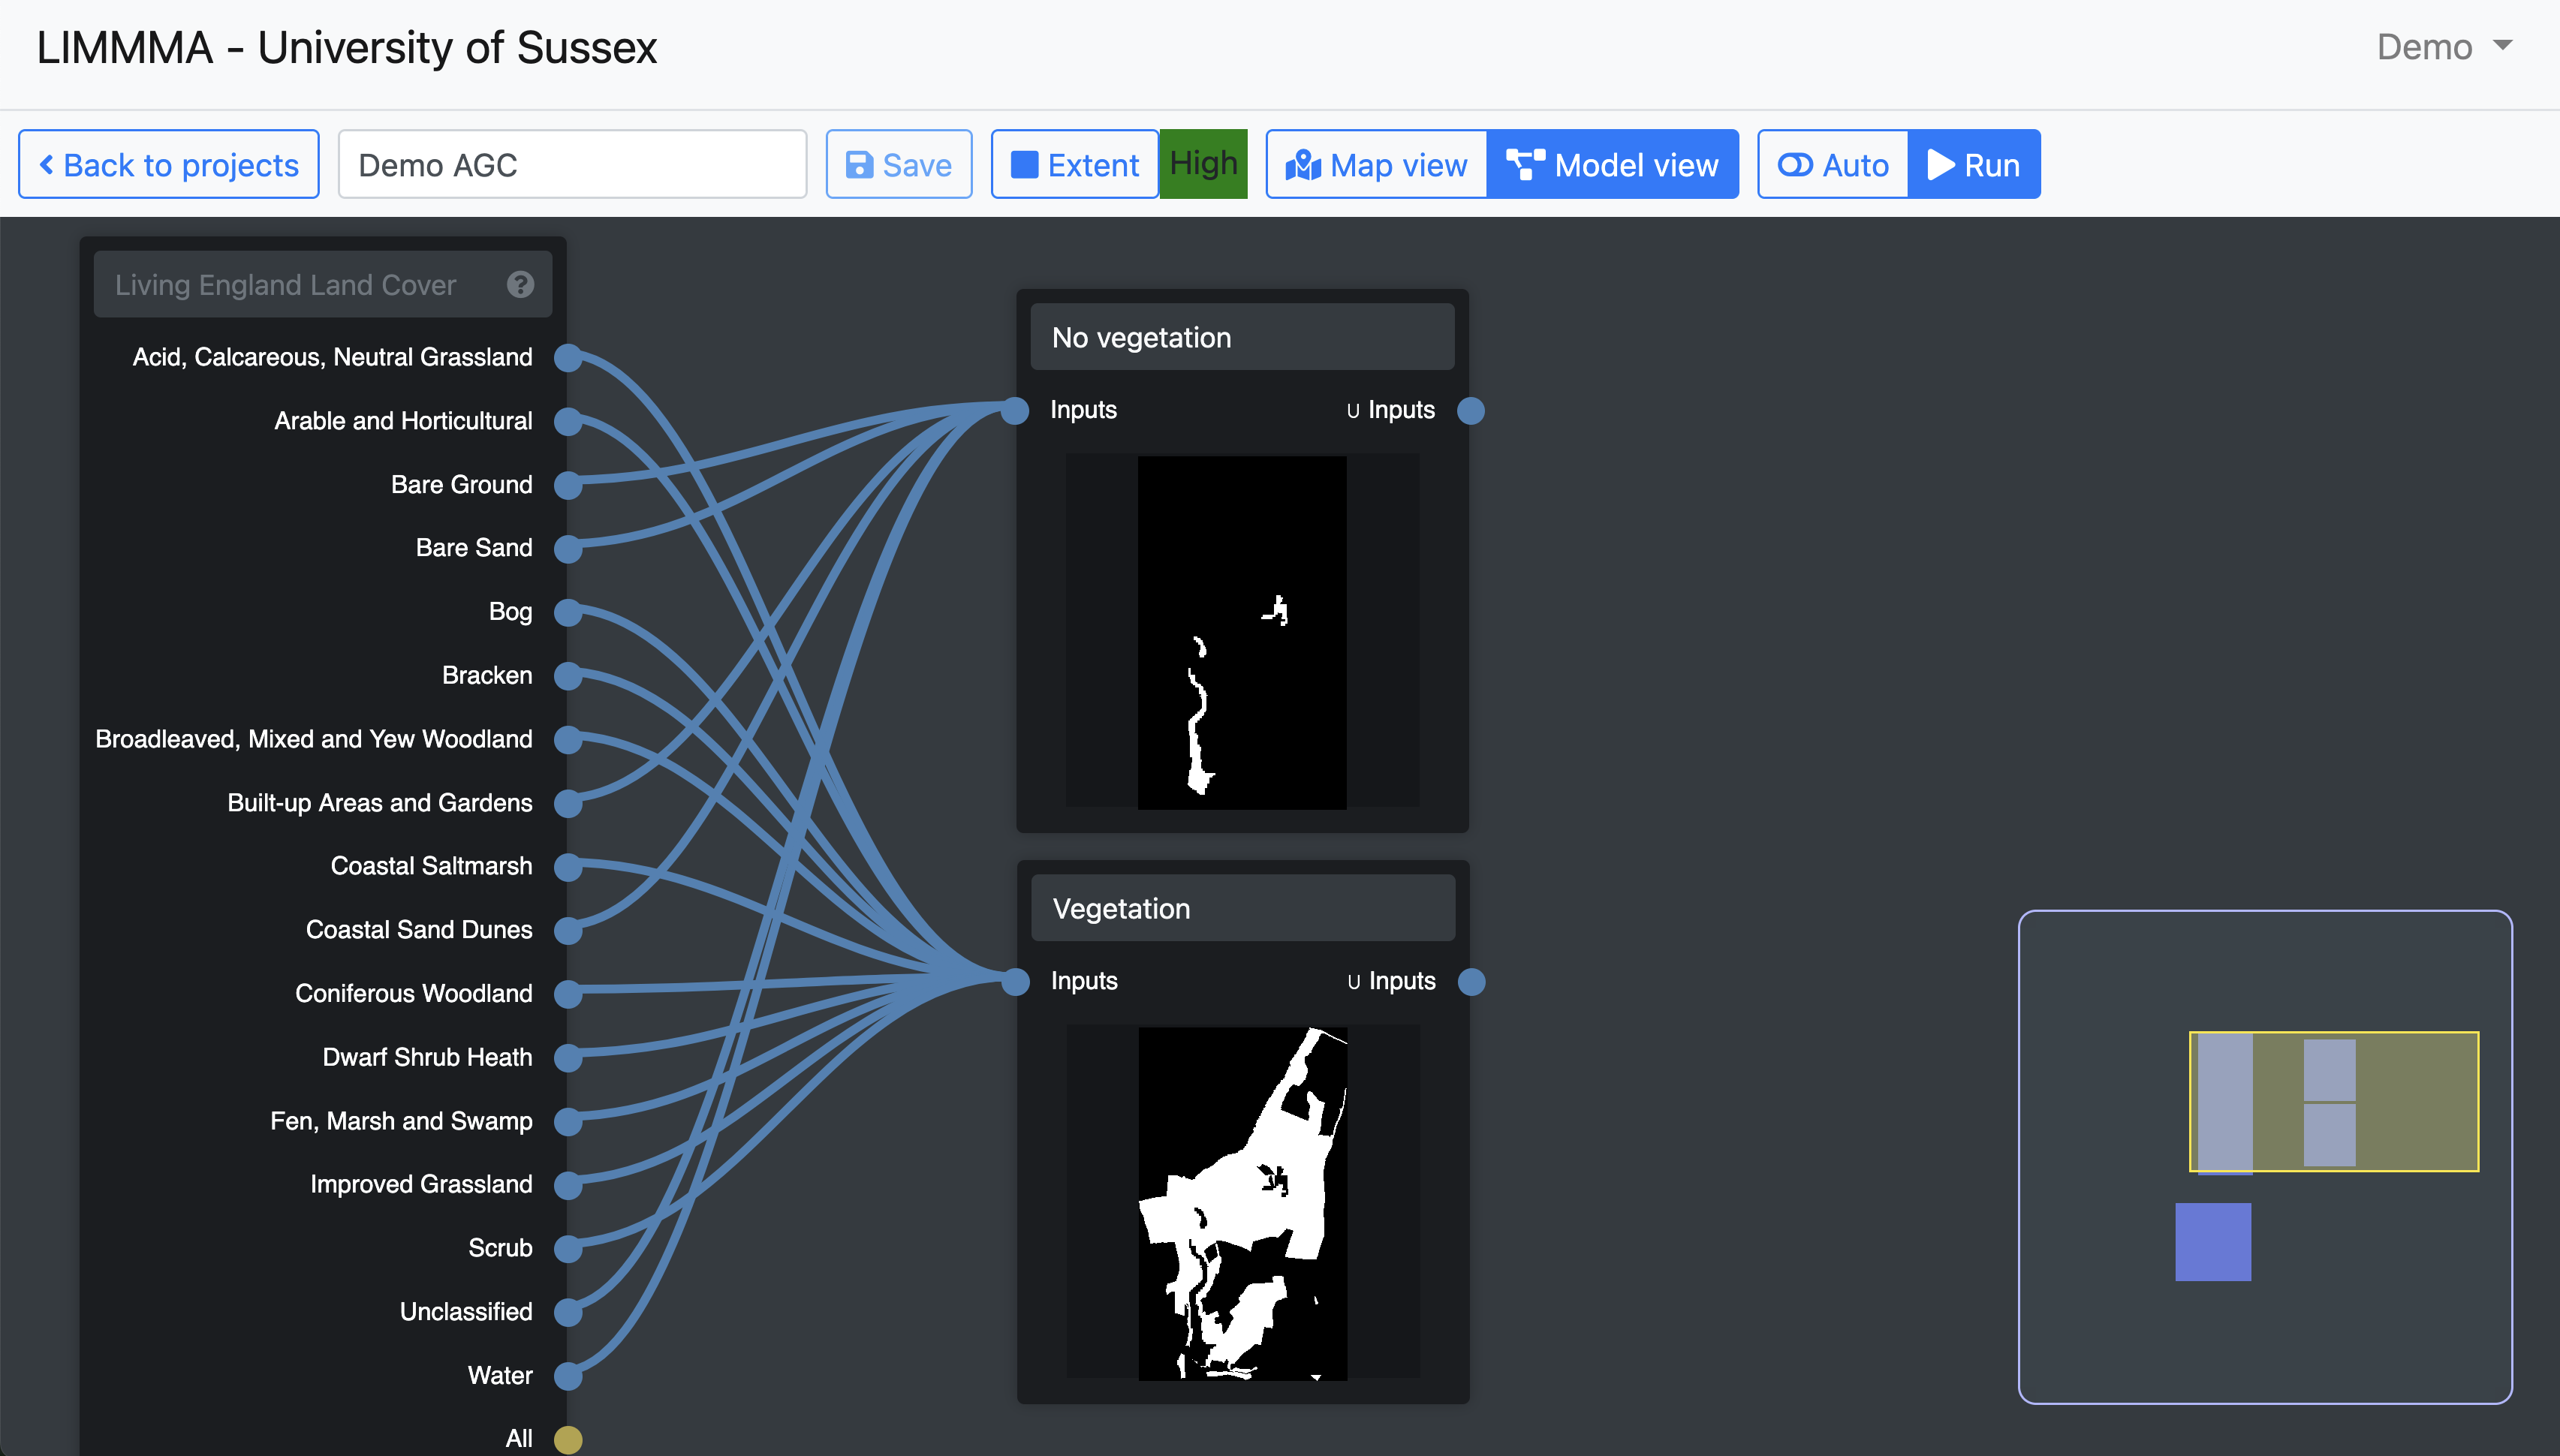 LIMMMA - University of Sussex
Demo
Back to projects
Demo AGC
Save
Extent
High
Map view
Model view
Auto
Run
Living England Land Cover
?
Acid, Calcareous, Neutral Grassland
Arable and Horticultural
Bare Ground
Bare Sand
Bog
Bracken
Broadleaved, Mixed and Yew Woodland
Built-up Areas and Gardens
Coastal Saltmarsh
Coastal Sand Dunes
Coniferous Woodland
Dwarf Shrub Heath
Fen, Marsh and Swamp
Improved Grassland
Scrub
Unclassified
Water
All
No vegetation
Inputs
∪ Inputs
Vegetation
Inputs
∪ Inputs